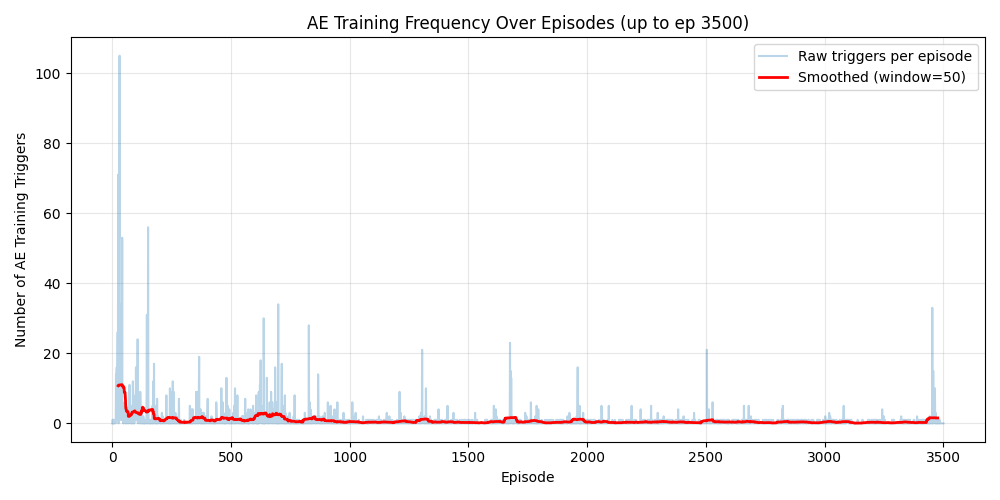 AE Training Frequency Over Episodes (up to ep 3500)
Raw triggers per episode
Smoothed (window=50)
Number of AE Training Triggers
100
80
60
40
20
0
0
500
1000
1500
2000
2500
3000
3500
Episode